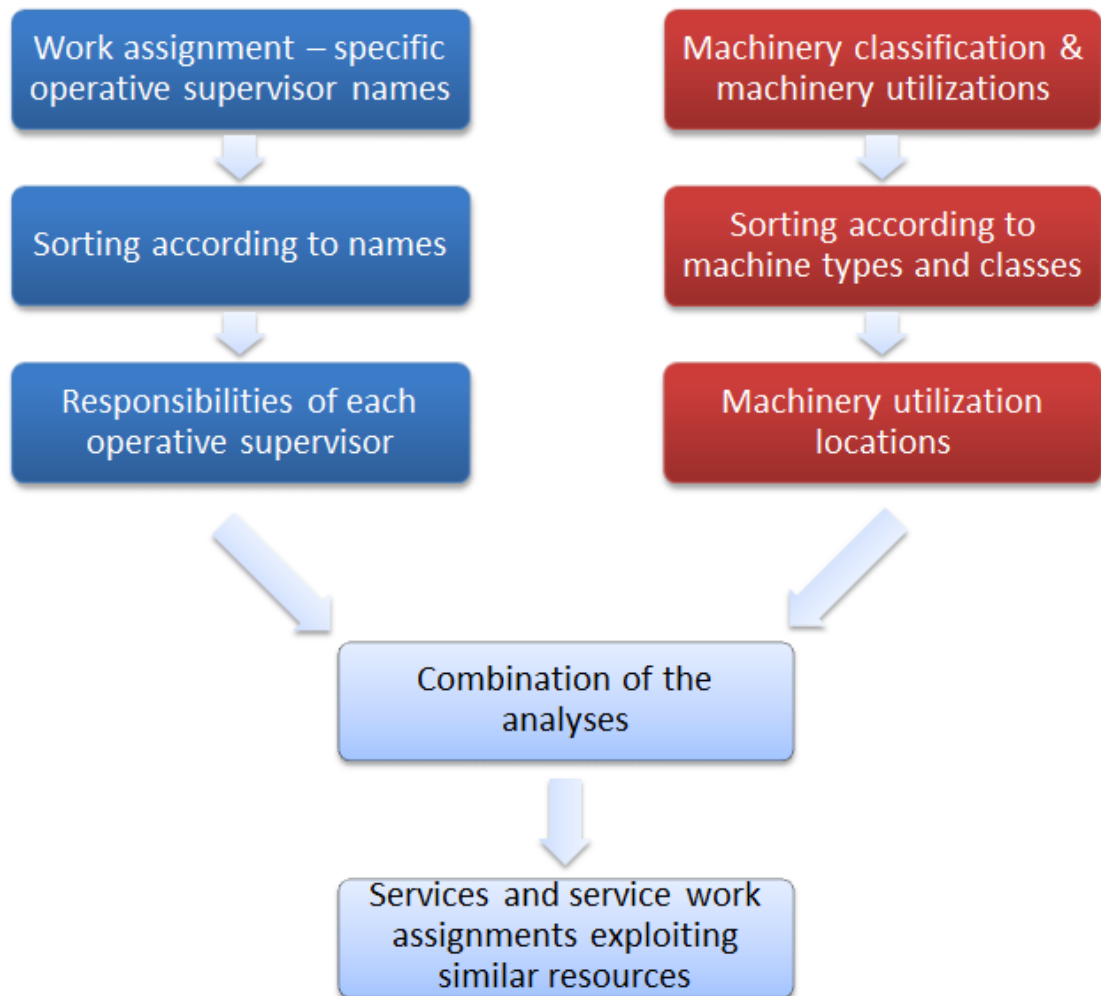 Work assignment – specific
operative supervisor names
Sorting according to names
Responsibilities of each
operative supervisor
Machinery classification &
machinery utilizations
Sorting according to
machine types and classes
Machinery utilization
locations
Combination of the
analyses
Services and service work
assignments exploiting
similar resources